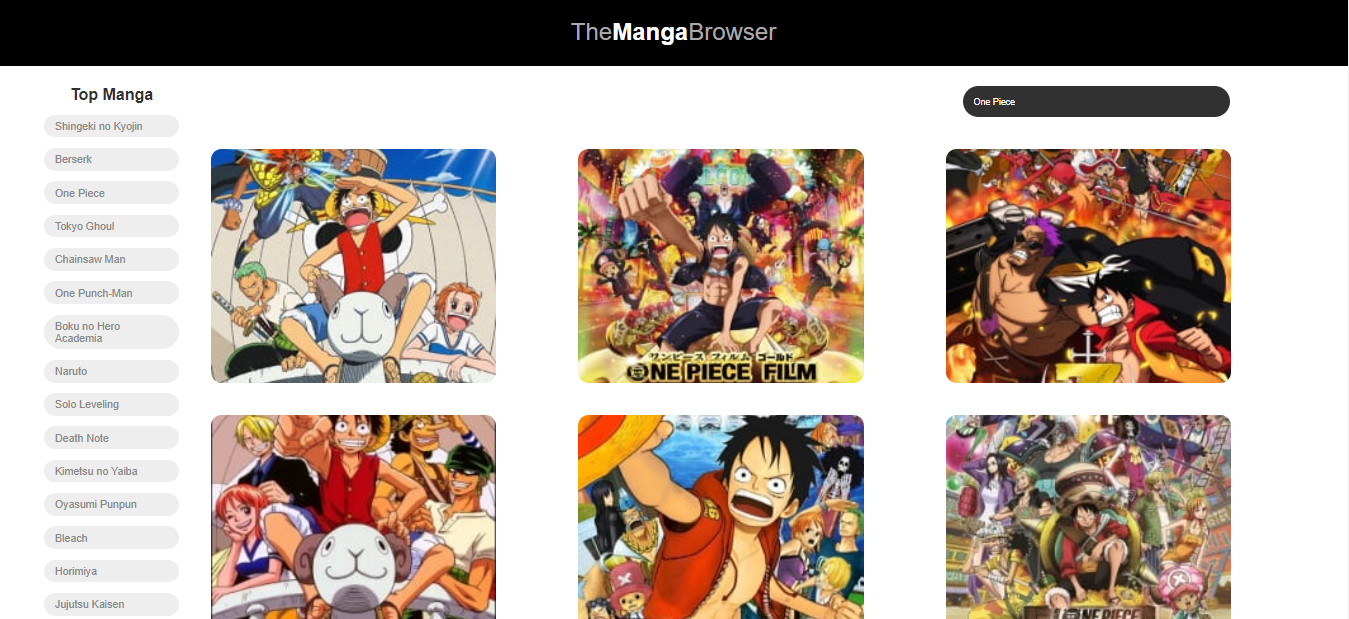 TheMangaBrowser
Top Manga
One Piece
Shingeki no Kyojin
Berserk
One Piece
Tokyo Ghoul
Chainsaw Man
One Punch-Man
Boku no Hero
Academia
Naruto
Solo Leveling
Death Note
Kimetsu no Yaiba
Oyasumi Punpun
Bleach
Horimiya
Jujutsu Kaisen
ワンピース フィルム ゴールド
ONE PIECE FILM
ONE PIECE